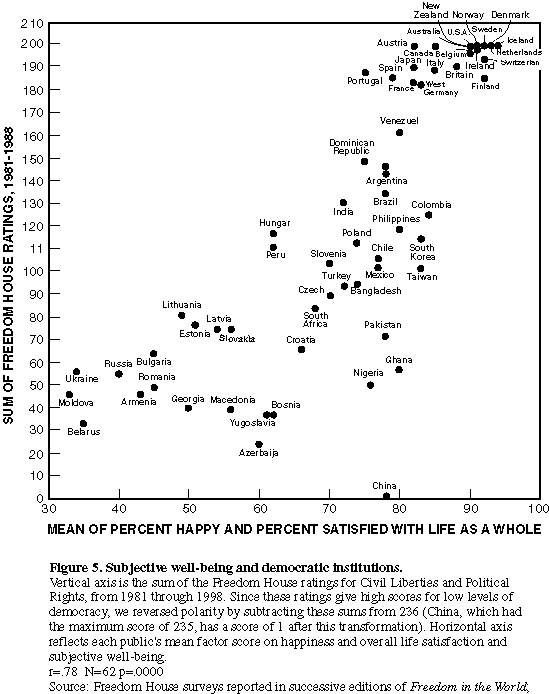 New
Zealand Norway Denmark
Australia U.S.A. Sweden Iceland
Austria Canada Belgium Netherlands
Japan Italy Ireland Switzerlan
Spain Britain
Portugal France West
Germany Finland
Venezuel
Dominican
Republic
Argentina
India Brazil Colombia
Philippines
Hungar Poland
Peru Chile South
Korea
Slovenia
Turkey Mexico Taiwan
Czech Bangladesh
Lithuania South
Africa
Latvia
Estonia Slovakia Pakistan
Croatia
Bulgaria Ghana
Ukraine Russia Romania Nigeria
Moldova Armenia Georgia Macedonia Bosnia
Belarus Yugoslavia
Azerbaija
China
210
200
190
180
170
160
150
140
130
120
11
100
90
80
70
60
50
40
30
20
10
0
SUM OF FREEDOM HOUSE RATINGS, 1981-1988
30 40 50 60 70 80 90 100
MEAN OF PERCENT HAPPY AND PERCENT SATISFIED WITH LIFE AS A WHOLE
Figure 5. Subjective well-being and democratic institutions.
Vertical axis is the sum of the Freedom House ratings for Civil Liberties and Political
Rights, from 1981 through 1998. Since these ratings give high scores for low levels of
democracy, we reversed polarity by subtracting these sums from 236 (China, which had
the maximum score of 235, has a score of 1 after this transformation). Horizontal axis
reflects each public's mean factor score on happiness and overall life satisfaction and
subjective well-being.
r=.78 N=62 p=.0000
Source: Freedom House surveys reported in successive editions of Freedom in the World;